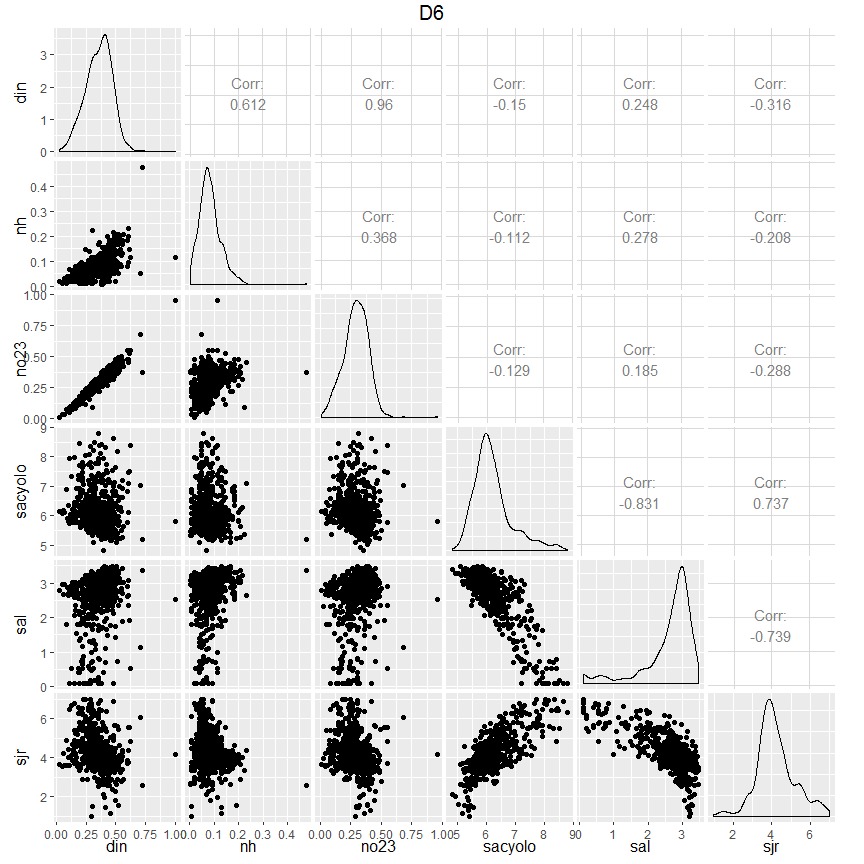 D6
din
3
2
1
0
Corr:
0.612
Corr:
0.96
Corr:
-0.15
Corr:
0.248
Corr:
-0.316
nh
0.4
0.3
0.2
0.1
0.0
Corr:
0.368
Corr:
-0.112
Corr:
0.278
Corr:
-0.208
no23
1.00
0.75
0.50
0.25
0.00
Corr:
-0.129
Corr:
0.185
Corr:
-0.288
sacyolo
9
8
7
6
5
Corr:
-0.831
Corr:
0.737
sal
3
2
1
0
Corr:
-0.739
sjr
6
4
2
0.00 0.25 0.50 0.75 1.00
0.0 0.1 0.2 0.3 0.4
0.00 0.25 0.50 0.75 1.00
5 6 7 8 9
0 1 2 3
2 4 6
din nh no23 sacyolo sal sjr